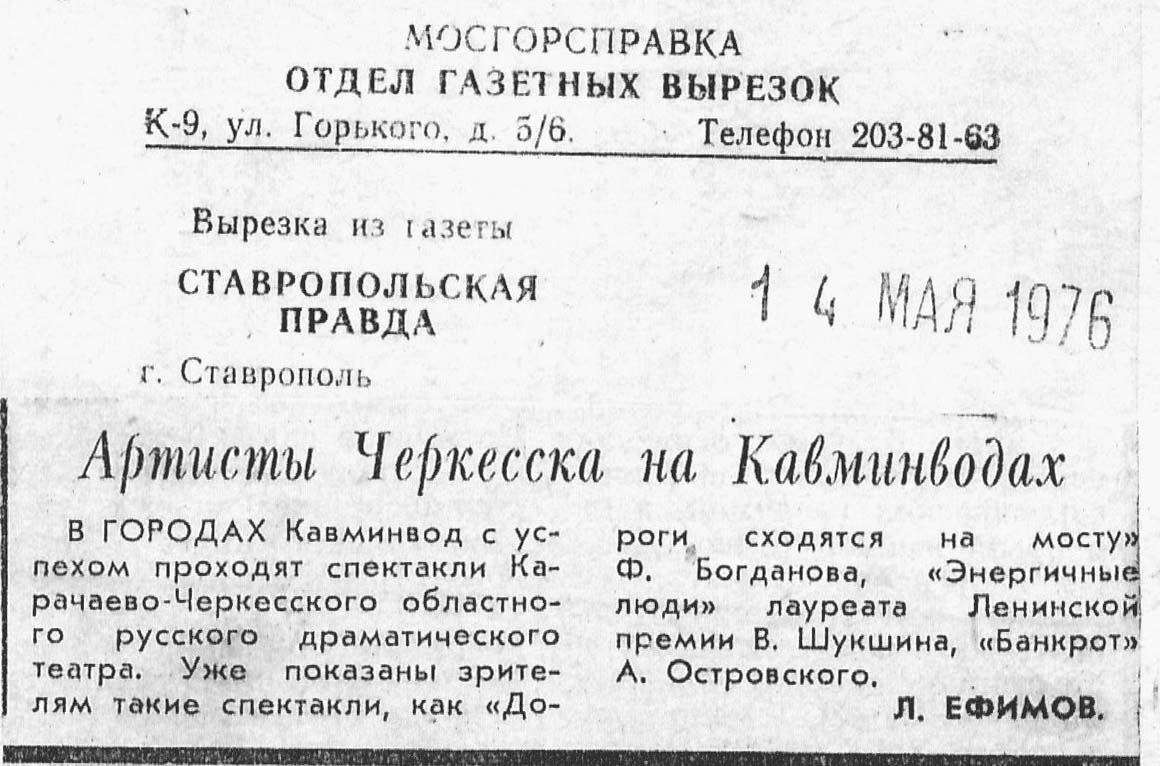 МОСГОРСПРАВКА
ОТДЕЛ ГАЗЕТНЫХ ВЫРЕЗОК
К-9, ул. Горького, д. 5/6. Телефон 203-81-63
Вырезка из газеты
СТАВРОПОЛЬСКАЯ
ПРАВДА
14 МАЯ 1976
г. Ставрополь
Артисты Черкесска на Кавминводах
В ГОРОДАХ Кавминвод с ус-
пехом проходят спектакли Ка-
рачаево-Черкесского областно-
го русского драматического
театра. Уже показаны зрите-
лям такие спектакли, как «До-
роги сходятся на мосту»
Ф. Богданова, «Энергичные
люди» лауреата Ленинской
премии В. Шукшина, «Банкрот»
А. Островского.
Л. ЕФИМОВ.